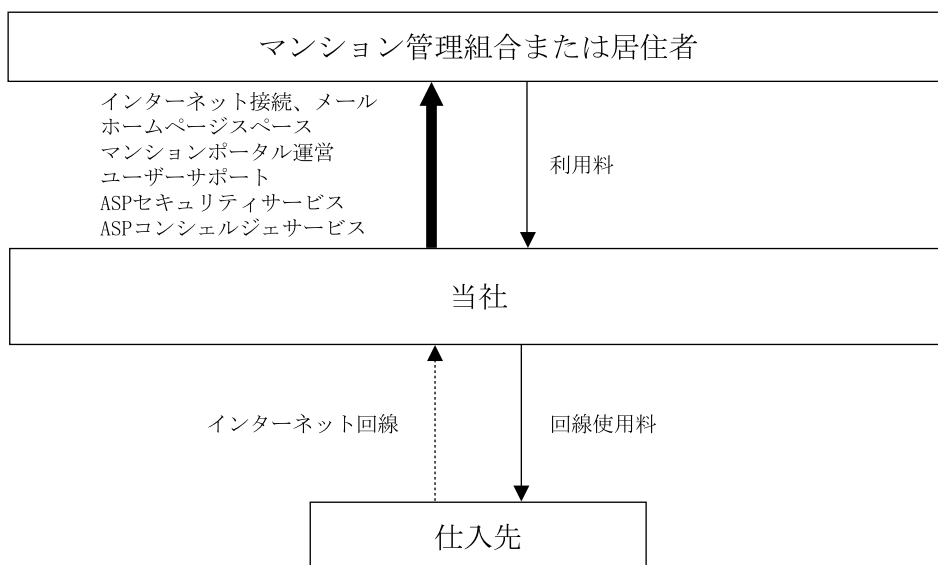 マンション管理組合または居住者
インターネット接続、メール
ホームページスペース
マンションポータル運営
ユーザーサポート
ASPセキュリティサービス
ASPコンシェルジェサービス
利用料
当社
インターネット回線
回線使用料
仕入先